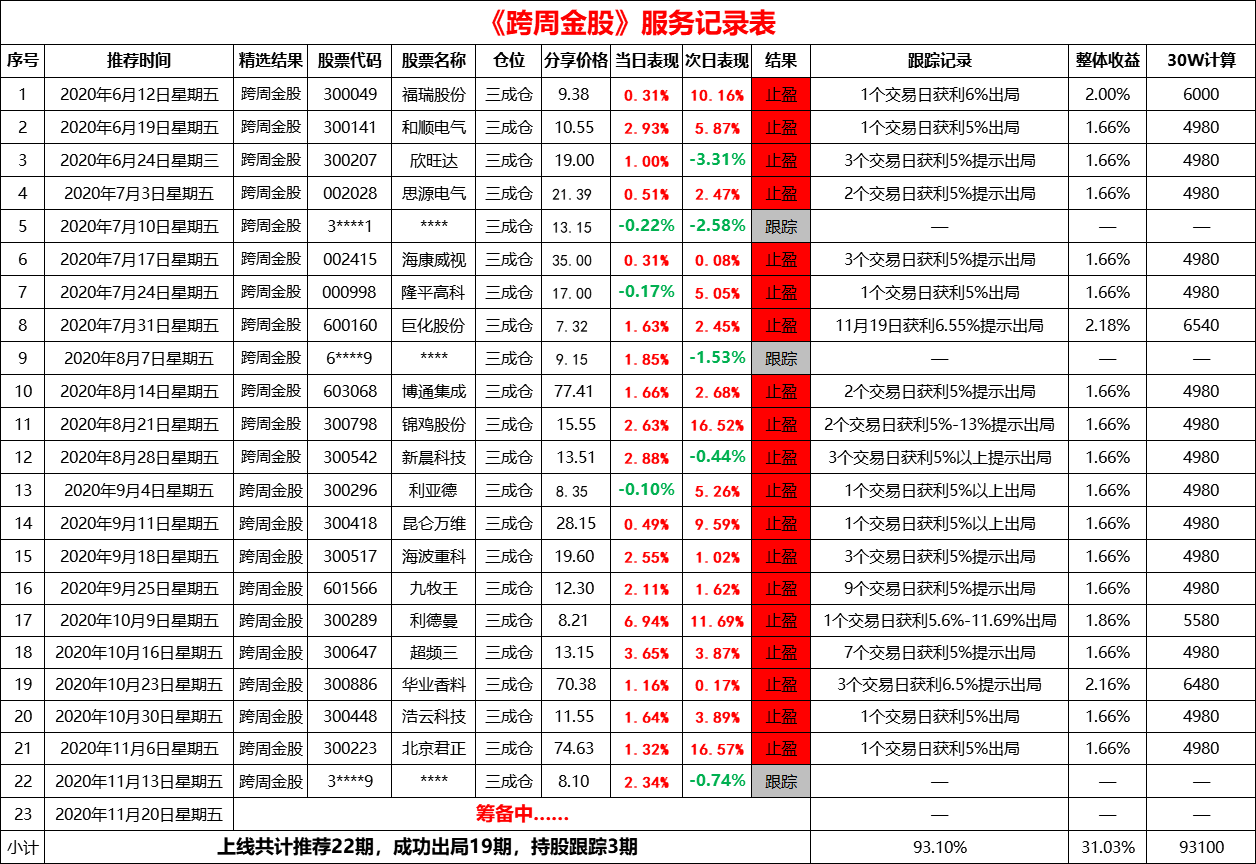 《跨周金股》服务记录表
序号 推荐时间 精选结果 股票代码 股票名称 仓位 分享价格 当日表现 次日表现 结果 跟踪记录 整体收益 30W计算
1 2020年6月12日星期五 跨周金股 300049 福瑞股份 三成仓 9.38 0.31% 10.16% 止盈 1个交易日获利6%出局 2.00% 6000
2 2020年6月19日星期五 跨周金股 300141 和顺电气 三成仓 10.55 2.93% 5.87% 止盈 1个交易日获利5%出局 1.66% 4980
3 2020年6月24日星期三 跨周金股 300207 欣旺达 三成仓 19.00 1.00% -3.31% 止盈 3个交易日获利5%提示出局 1.66% 4980
4 2020年7月3日星期五 跨周金股 002028 思源电气 三成仓 21.39 0.51% 2.47% 止盈 2个交易日获利5%提示出局 1.66% 4980
5 2020年7月10日星期五 跨周金股 3****1 **** 三成仓 13.15 -0.22% -2.58% 跟踪 — — —
6 2020年7月17日星期五 跨周金股 002415 海康威视 三成仓 35.00 0.31% 0.08% 止盈 3个交易日获利5%提示出局 1.66% 4980
7 2020年7月24日星期五 跨周金股 000998 隆平高科 三成仓 17.00 -0.17% 5.05% 止盈 1个交易日获利5%出局 1.66% 4980
8 2020年7月31日星期五 跨周金股 600160 巨化股份 三成仓 7.32 1.63% 2.45% 止盈 11月19日获利6.55%提示出局 2.18% 6540
9 2020年8月7日星期五 跨周金股 6****9 **** 三成仓 9.15 1.85% -1.53% 跟踪 — — —
10 2020年8月14日星期五 跨周金股 603068 博通集成 三成仓 77.41 1.66% 2.68% 止盈 2个交易日获利5%提示出局 1.66% 4980
11 2020年8月21日星期五 跨周金股 300798 锦鸡股份 三成仓 15.55 2.63% 16.52% 止盈 2个交易日获利5%-13%提示出局 1.66% 4980
12 2020年8月28日星期五 跨周金股 300542 新晨科技 三成仓 13.51 2.88% -0.44% 止盈 3个交易日获利5%以上提示出局 1.66% 4980
13 2020年9月4日星期五 跨周金股 300296 利亚德 三成仓 8.35 -0.10% 5.26% 止盈 1个交易日获利5%以上出局 1.66% 4980
14 2020年9月11日星期五 跨周金股 300418 昆仑万维 三成仓 28.15 0.49% 9.59% 止盈 1个交易日获利5%以上出局 1.66% 4980
15 2020年9月18日星期五 跨周金股 300517 海波重科 三成仓 19.60 2.55% 1.02% 止盈 3个交易日获利5%提示出局 1.66% 4980
16 2020年9月25日星期五 跨周金股 601566 九牧王 三成仓 12.30 2.11% 1.62% 止盈 9个交易日获利5%提示出局 1.66% 4980
17 2020年10月9日星期五 跨周金股 300289 利德曼 三成仓 8.21 6.94% 11.69% 止盈 1个交易日获利5.6%-11.69%出局 1.86% 5580
18 2020年10月16日星期五 跨周金股 300647 超频三 三成仓 13.15 3.65% 3.87% 止盈 7个交易日获利5%提示出局 1.66% 4980
19 2020年10月23日星期五 跨周金股 300886 华业香料 三成仓 70.38 1.16% 0.17% 止盈 3个交易日获利6.5%提示出局 2.16% 6480
20 2020年10月30日星期五 跨周金股 300448 浩云科技 三成仓 11.55 1.64% 3.89% 止盈 1个交易日获利5%出局 1.66% 4980
21 2020年11月6日星期五 跨周金股 300223 北京君正 三成仓 74.63 1.32% 16.57% 止盈 1个交易日获利5%出局 1.66% 4980
22 2020年11月13日星期五 跨周金股 3****9 **** 三成仓 8.10 2.34% -0.74% 跟踪 — — —
23 2020年11月20日星期五 筹备中...... — — —
小计 上线共计推荐22期，成功出局19期，持股跟踪3期 93.10% 31.03% 93100